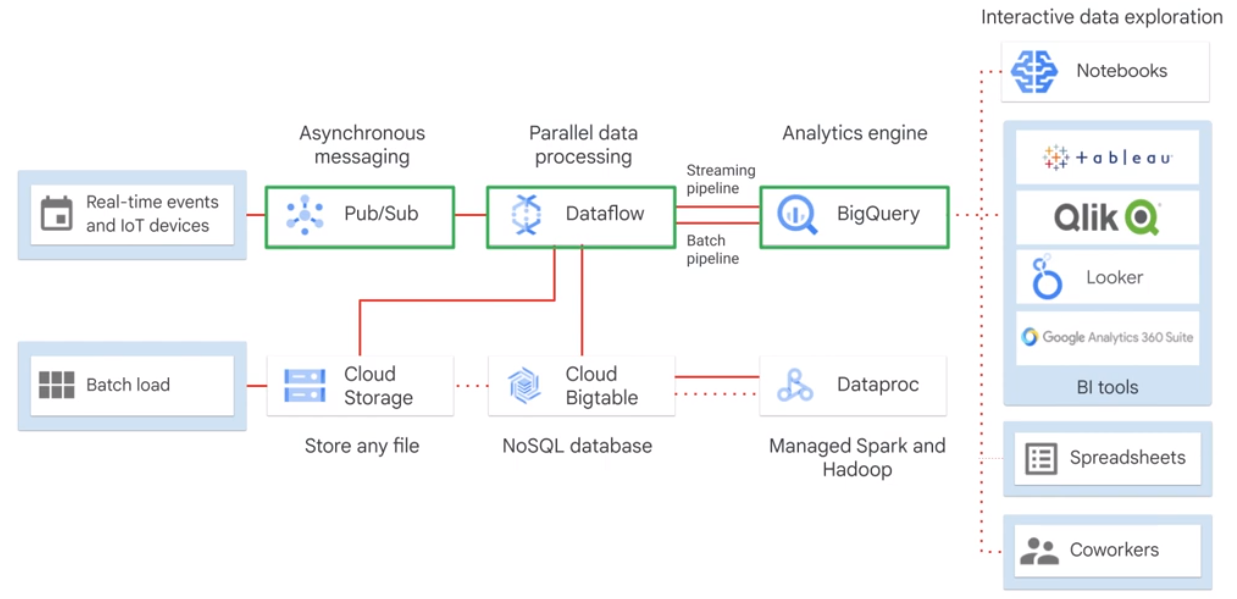 Interactive data exploration
Notebooks
Asynchronous
messaging
Parallel data
processing
Analytics engine
Real-time events
and IoT devices
Pub/Sub
Dataflow
Streaming
pipeline
Batch
pipeline
BigQuery
+ a b | e a u
Qlik
Looker
Google Analytics 360 Suite
BI tools
Batch load
Cloud
Storage
Store any file
Cloud
Bigtable
NoSQL database
Dataproc
Managed Spark and
Hadoop
Spreadsheets
Coworkers